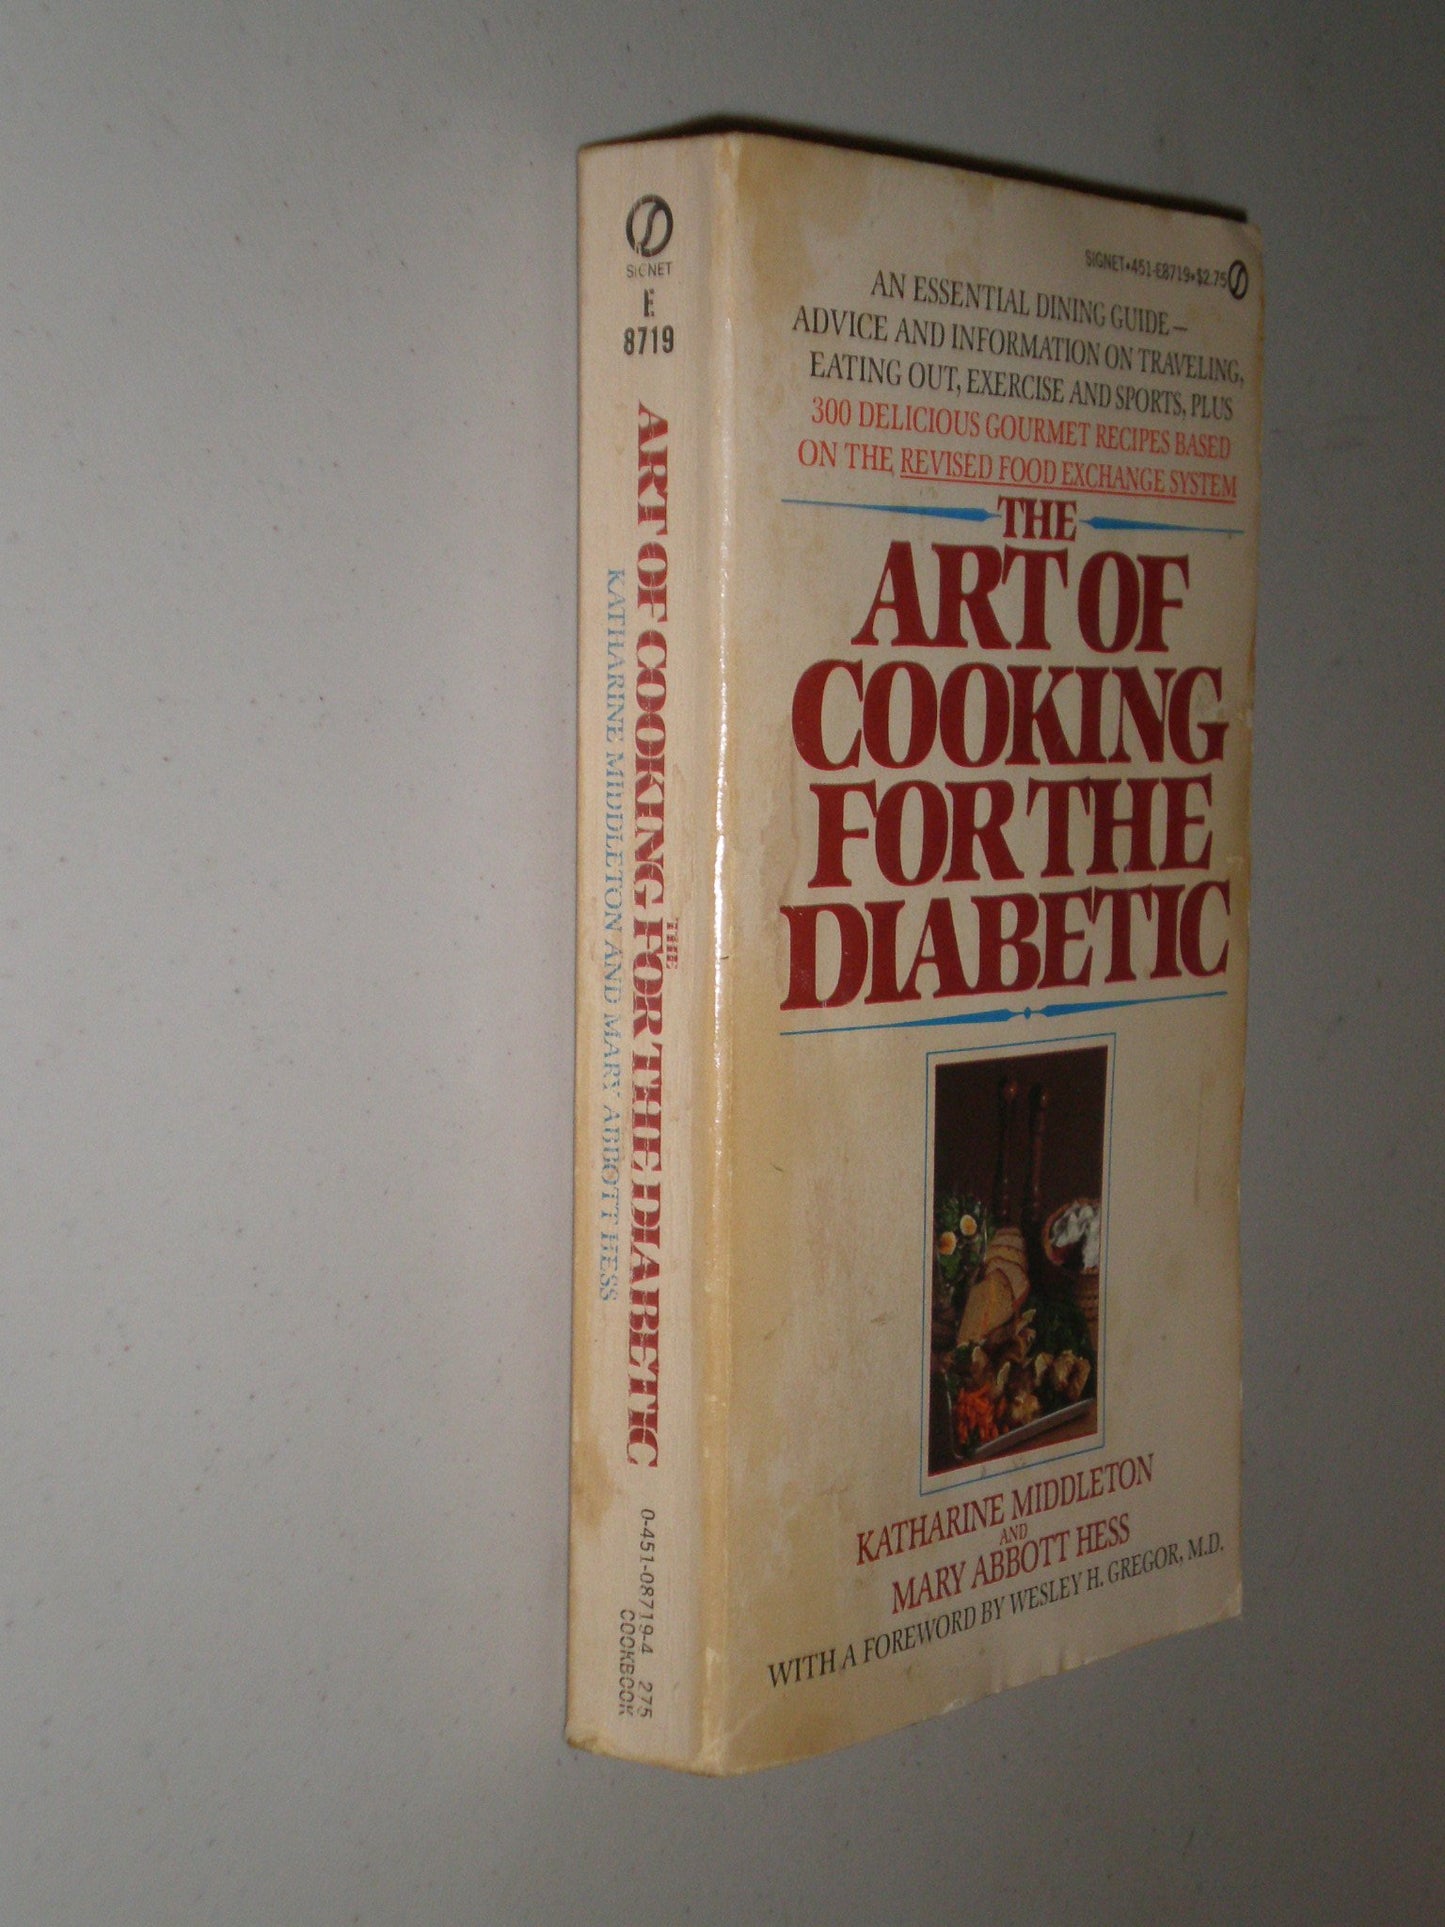 SIGNET
E
8719
THE
ART OF COOKING FOR THE DIABETIC
KATHARINE MIDDLETON AND MARY ABBOTT HESS
0-451-08719-4 275
COOKBOOK
SIGNET•451-E8719•$2.75
AN ESSENTIAL DINING GUIDE—
ADVICE AND INFORMATION ON TRAVELING,
EATING OUT, EXERCISE AND SPORTS, PLUS
300 DELICIOUS GOURMET RECIPES BASED
ON THE REVISED FOOD EXCHANGE SYSTEM
THE
ART OF
COOKING
FOR THE
DIABETIC
KATHARINE MIDDLETON
AND
MARY ABBOTT HESS
WITH A FOREWORD BY WESLEY H. GREGOR, M.D.